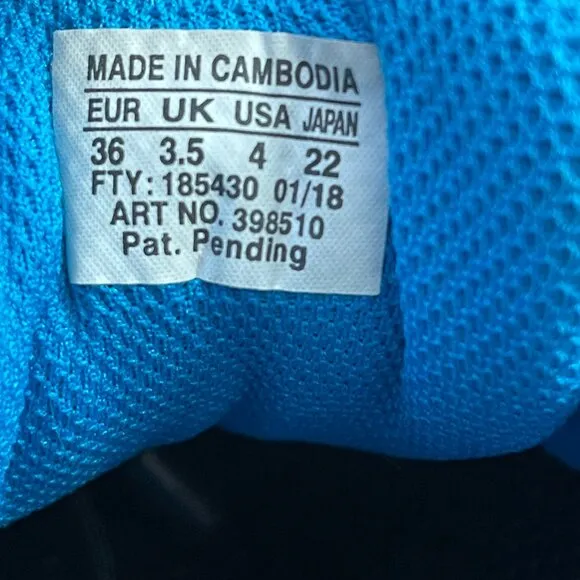 MADE IN CAMBODIA
EUR UK USA JAPAN
36 3.5 4 22
FTY: 185430 01/18
ART NO. 398510
Pat. Pending